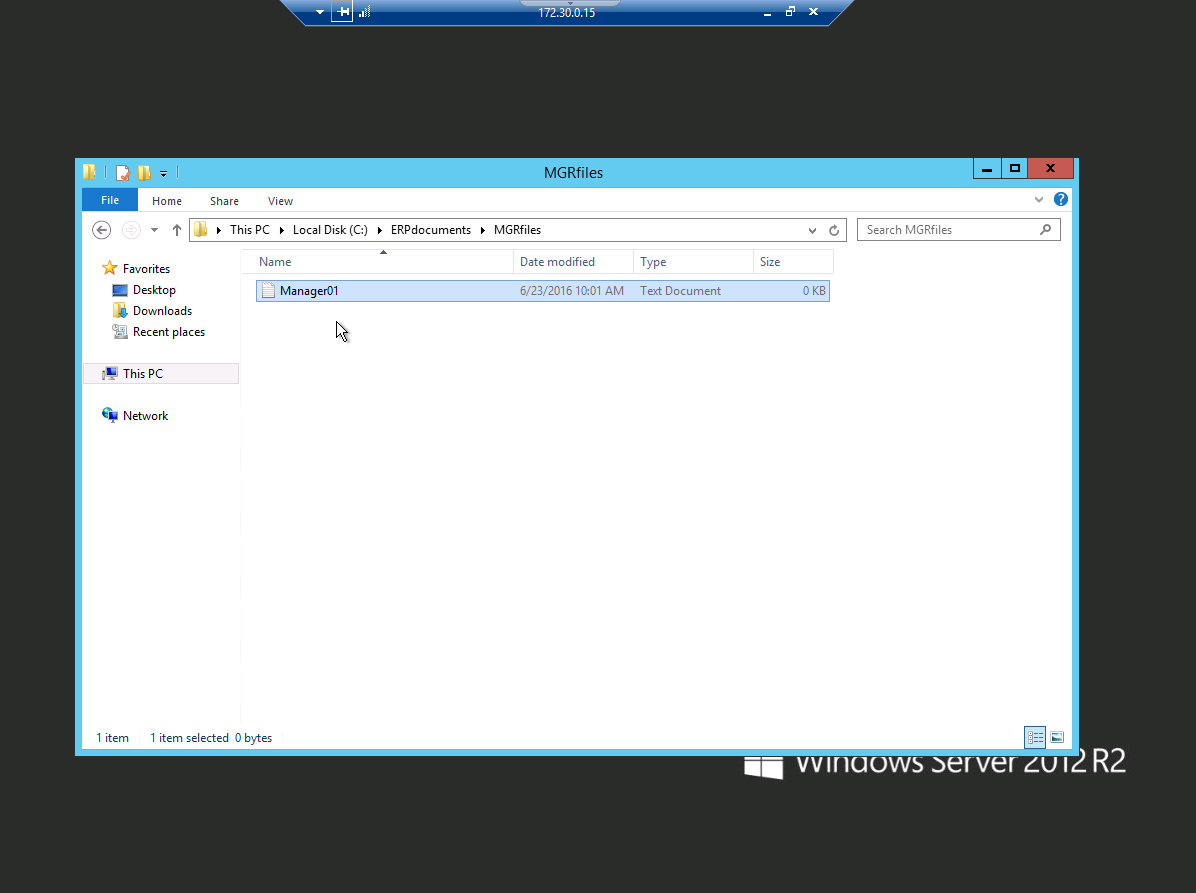 172.30.0.15
MGRfiles
File Home Share View
This PC Local Disk (C:) ERPdocuments MGRfiles Search MGRfiles
Name Date modified Type Size
Manager01 6/23/2016 10:01 AM Text Document 0 KB
Favorites
Desktop
Downloads
Recent places
This PC
Network
1 item 1 item selected 0 bytes
Windows Server 2012 R2